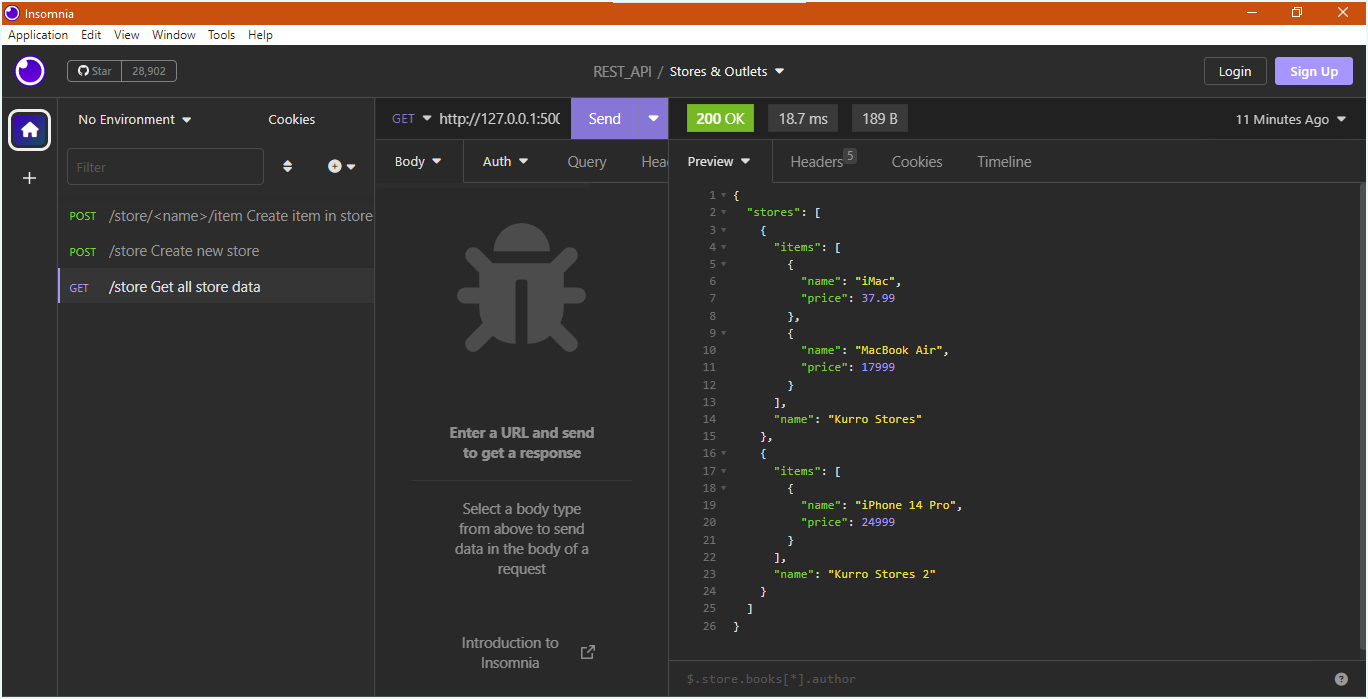 Insomnia
Application Edit View Window Tools Help
Star 28,902
REST_API / Stores & Outlets
Login Sign Up
No Environment Cookies
Filter
POST /store/<name>/item Create item in store
POST /store Create new store
GET /store Get all store data
GET http://127.0.0.1:500 Send
Body Auth Query Hea
Enter a URL and send
to get a response
Select a body type
from above to send
data in the body of a
request
Introduction to
Insomnia
200 OK 18.7 ms 189 B 11 Minutes Ago
Preview Headers 5 Cookies Timeline
1 {
2 "stores": [
3 {
4 "items": [
5 {
6 "name": "iMac",
7 "price": 37.99
8 },
9 {
10 "name": "MacBook Air",
11 "price": 17999
12 }
13 ],
14 "name": "Kurro Stores"
15 },
16 {
17 "items": [
18 {
19 "name": "iPhone 14 Pro",
20 "price": 24999
21 }
22 ],
23 "name": "Kurro Stores 2"
24 }
25 ]
26 }
$.store.books[*].author ?